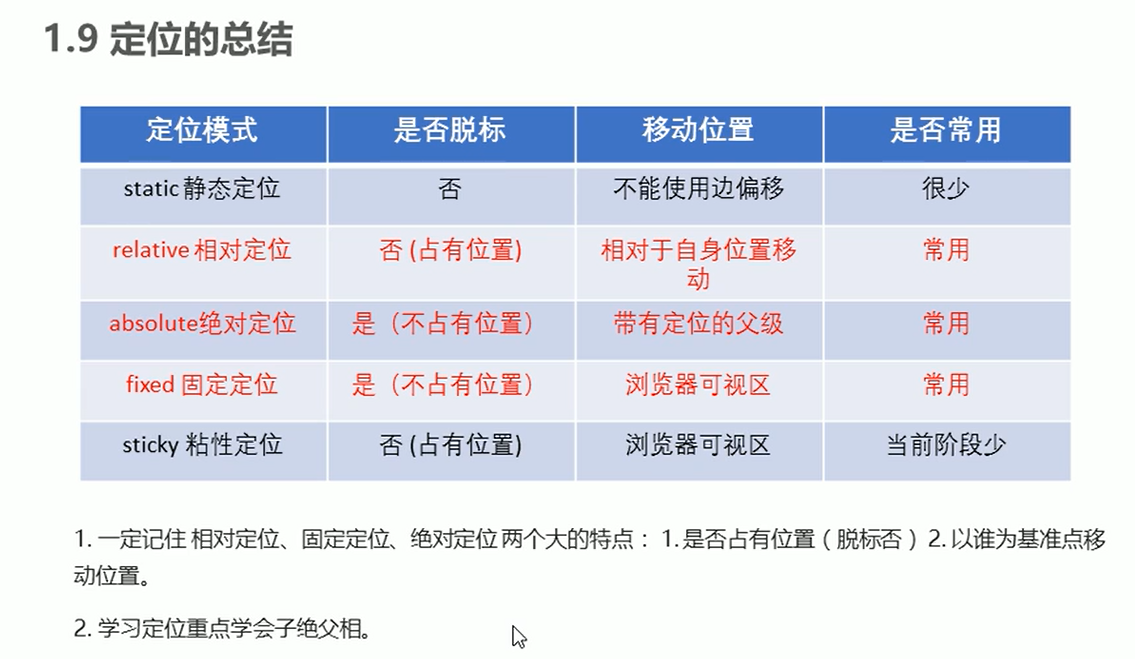 1.9 定位的总结
定位模式 是否脱标 移动位置 是否常用
static 静态定位 否 不能使用边偏移 很少
relative 相对定位 否 (占有位置) 相对于自身位置移 常用
动
absolute绝对定位 是（不占有位置） 带有定位的父级 常用
fixed 固定定位 是（不占有位置） 浏览器可视区 常用
sticky 粘性定位 否 (占有位置) 浏览器可视区 当前阶段少
1. 一定记住 相对定位、固定定位、绝对定位 两个大的特点： 1. 是否占有位置（脱标否） 2. 以谁为基准点移
动位置。
2. 学习定位重点学会子绝父相。